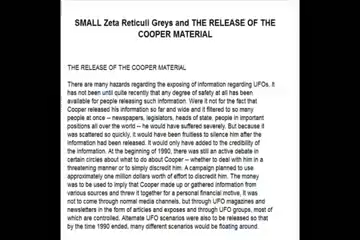 SMALL Zeta Reticuli Greys and THE RELEASE OF THE
COOPER MATERIAL
THE RELEASE OF THE COOPER MATERIAL
There are many hazards regarding the exposing of information regarding UFOs. It
has not been until quite recently that any degree of safety at all has been
available for people releasing such information. Were it not for the fact that
Cooper released his information so far and wide and it filtered to so many
people at once -- newspapers, legislators, heads of state, people in important
positions all over the world -- he would have suffered severely. But because it
was scattered so quickly, it would have been fruitless to silence him after the
information had been released. It would only have added to the credibility of
the information. At the beginning of 1990, there was still an active debate in
certain circles about what to do about Cooper -- whether to deal with him in a
threatening manner or to simply discredit him. A campaign planned to use
approximately one million dollars worth of effort to discredit him. The money
was to be used to imply that Cooper made up or gathered information from
various sources and threw it together for a personal financial motive. It was
not to come through normal media channels, but through UFO magazines and
newsletters in the form of articles and exposes and through UFO groups, most of
which are controlled. Alternate UFO scenarios were also to be released so that
by the time 1990 ended, many different scenarios would be floating around.